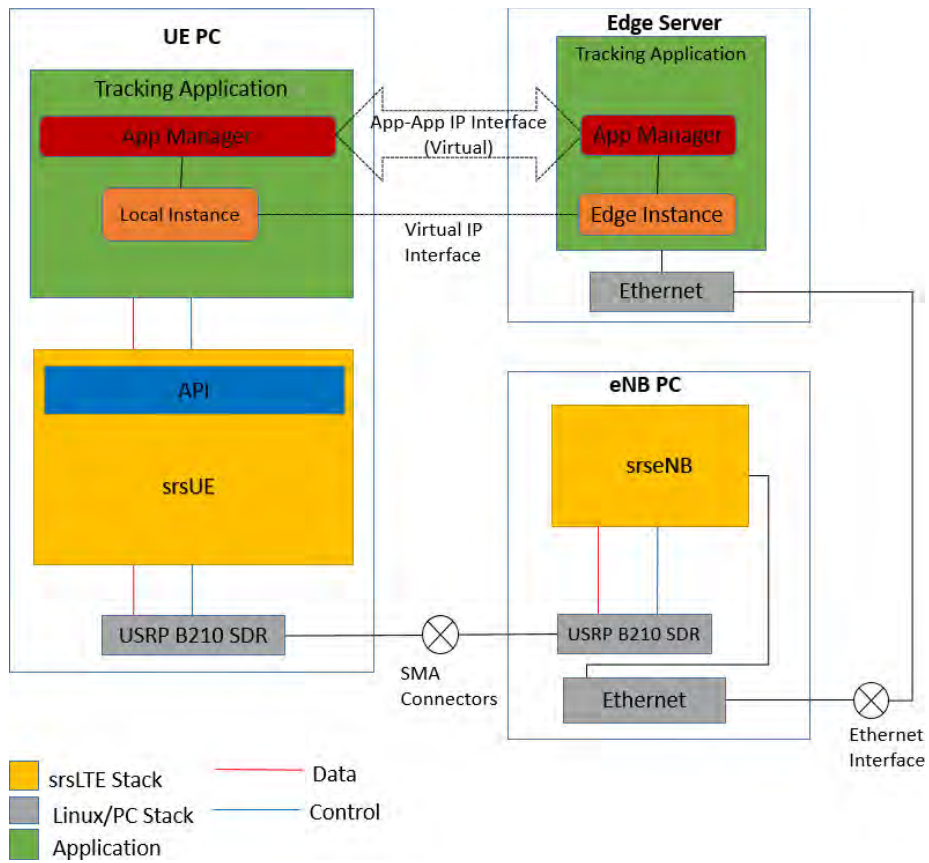 UE PC
Tracking Application
App Manager
Local Instance
App-App IP Interface
(Virtual)
Virtual IP
Interface
Edge Server
Tracking Application
App Manager
Edge Instance
Ethernet
API
srsUE
USRP B210 SDR
SMA
Connectors
eNB PC
srseNB
USRP B210 SDR
Ethernet
Ethernet
Interface
srsLTE Stack
Linux/PC Stack
Application
Data
Control